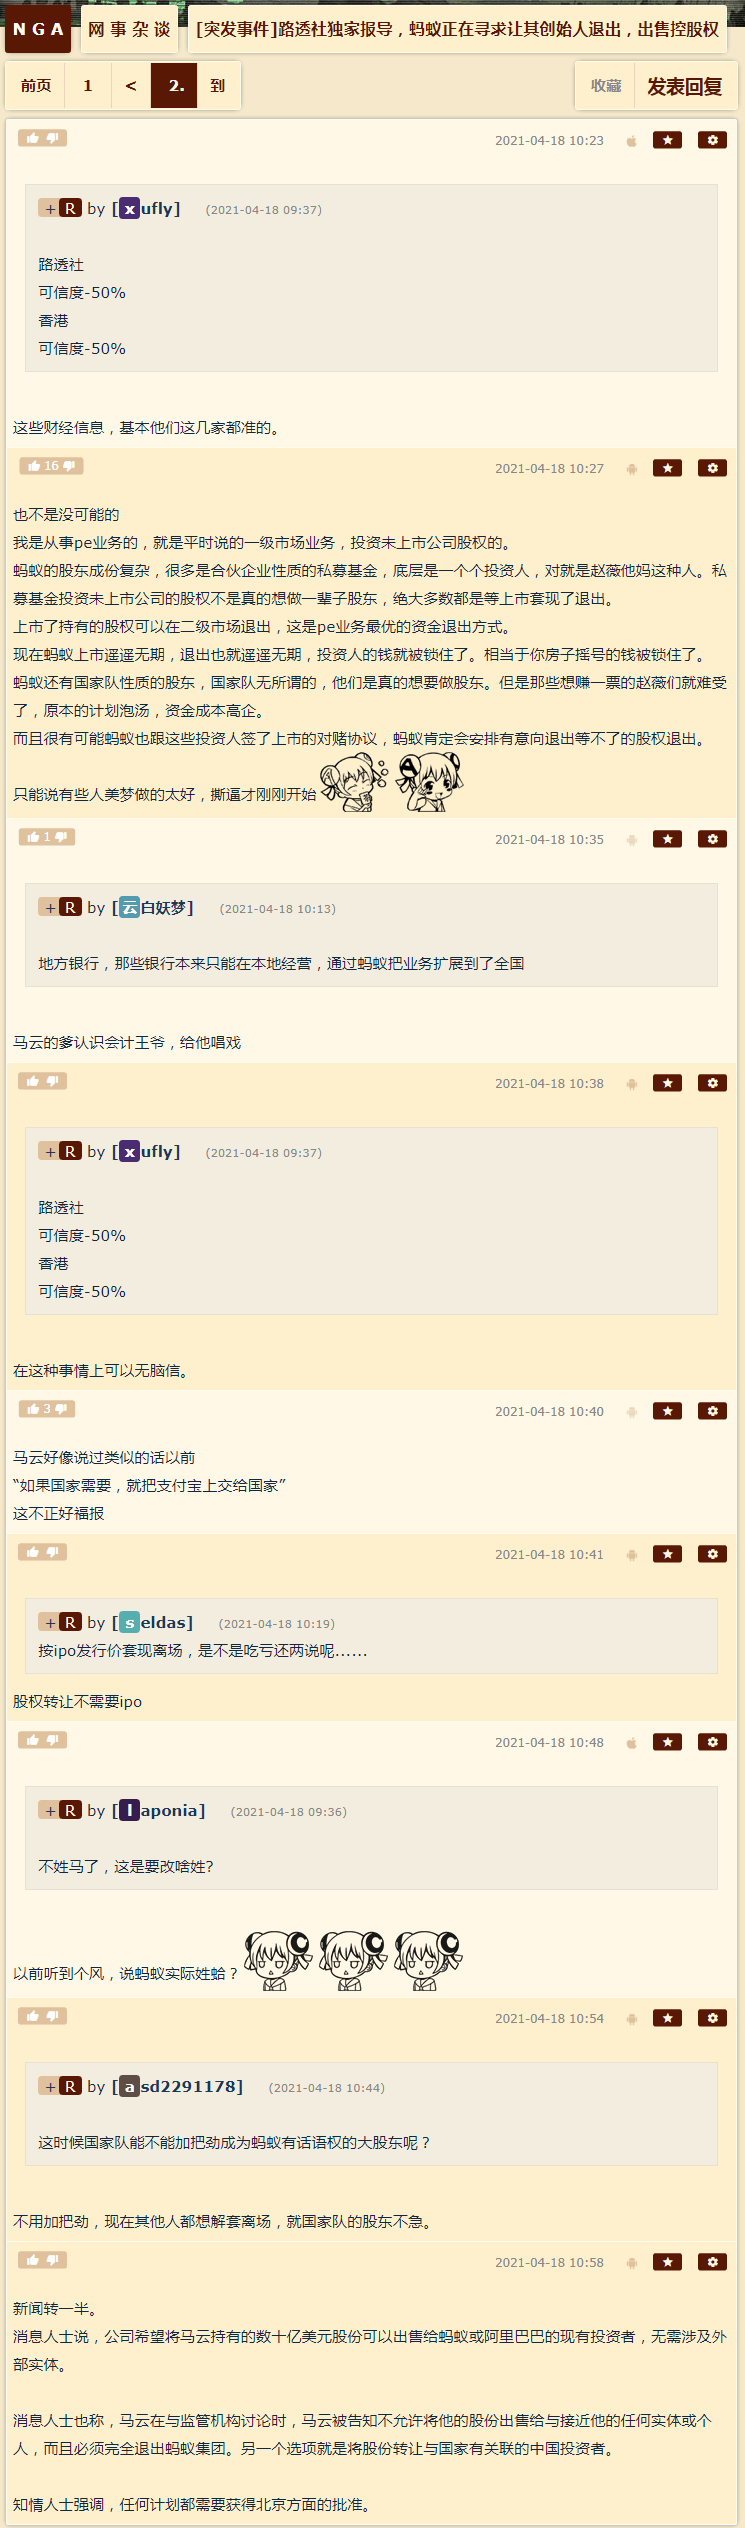 NGA 网事杂谈 [突发事件]路透社独家报导，蚂蚁正在寻求让其创始人退出，出售控股权
前页 1 < 2. 到 收藏 发表回复
2021-04-18 10:23
+ R by [xufly] (2021-04-18 09:37)
路透社
可信度-50%
香港
可信度-50%
这些财经信息，基本他们这几家都准的。
16 2021-04-18 10:27
也不是没可能的
我是从事pe业务的，就是平时说的一级市场业务，投资未上市公司股权的。
蚂蚁的股东成份复杂，很多是合伙企业性质的私募基金，底层是一个个投资人，对就是赵薇他妈这种人。私
募基金投资未上市公司的股权不是真的想做一辈子股东，绝大多数都是等上市套现了退出。
上市了持有的股权可以在二级市场退出，这是pe业务最优的资金退出方式。
现在蚂蚁上市遥遥无期，退出也就遥遥无期，投资人的钱就被锁住了。相当于你房子摇号的钱被锁住了。
蚂蚁还有国家队性质的股东，国家队无所谓的，他们是真的想要做股东。但是那些想赚一票的赵薇们就难受
了，原本的计划泡汤，资金成本高企。
而且很有可能蚂蚁也跟这些投资人签了上市的对赌协议，蚂蚁肯定会安排有意向退出等不了的股权退出。
只能说有些人美梦做的太好，撕逼才刚刚开始
1 2021-04-18 10:35
+ R by [云白妖梦] (2021-04-18 10:13)
地方银行，那些银行本来只能在本地经营，通过蚂蚁把业务扩展到了全国
马云的爹认识会计王爷，给他唱戏
2021-04-18 10:38
+ R by [xufly] (2021-04-18 09:37)
路透社
可信度-50%
香港
可信度-50%
在这种事情上可以无脑信。
3 2021-04-18 10:40
马云好像说过类似的话以前
“如果国家需要，就把支付宝上交给国家”
这不正好福报
2021-04-18 10:41
+ R by [seldas] (2021-04-18 10:19)
按ipo发行价套现离场，是不是吃亏还两说呢……
股权转让不需要ipo
2021-04-18 10:48
+ R by [laponia] (2021-04-18 09:36)
不姓马了，这是要改啥姓?
以前听到个风，说蚂蚁实际姓蛤？
2021-04-18 10:54
+ R by [asd2291178] (2021-04-18 10:44)
这时候国家队能不能加把劲成为蚂蚁有话语权的大股东呢？
不用加把劲，现在其他人都想解套离场，就国家队的股东不急。
2021-04-18 10:58
新闻转一半。
消息人士说，公司希望将马云持有的数十亿美元股份可以出售给蚂蚁或阿里巴巴的现有投资者，无需涉及外
部实体。
消息人士也称，马云在与监管机构讨论时，马云被告知不允许将他的股份出售给与接近他的任何实体或个
人，而且必须完全退出蚂蚁集团。另一个选项就是将股份转让与国家有关联的中国投资者。
知情人士强调，任何计划都需要获得北京方面的批准。